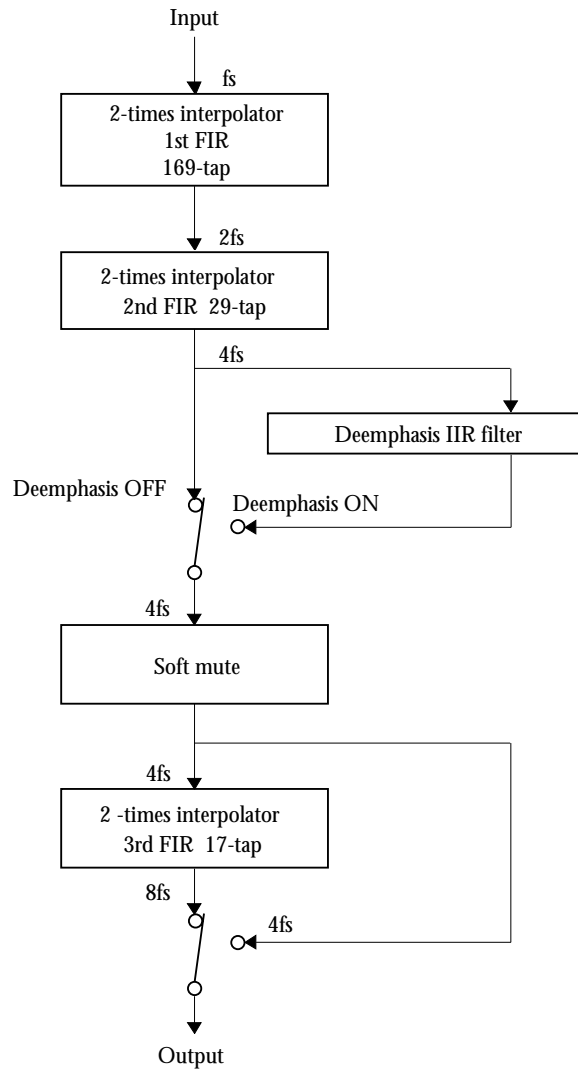 Input
fs
2-times interpolator
1st FIR
169-tap
2fs
2-times interpolator
2nd FIR 29-tap
4fs
Deemphasis IIR filter
Deemphasis OFF
Deemphasis ON
4fs
Soft mute
4fs
2 -times interpolator
3rd FIR 17-tap
8fs
4fs
Output